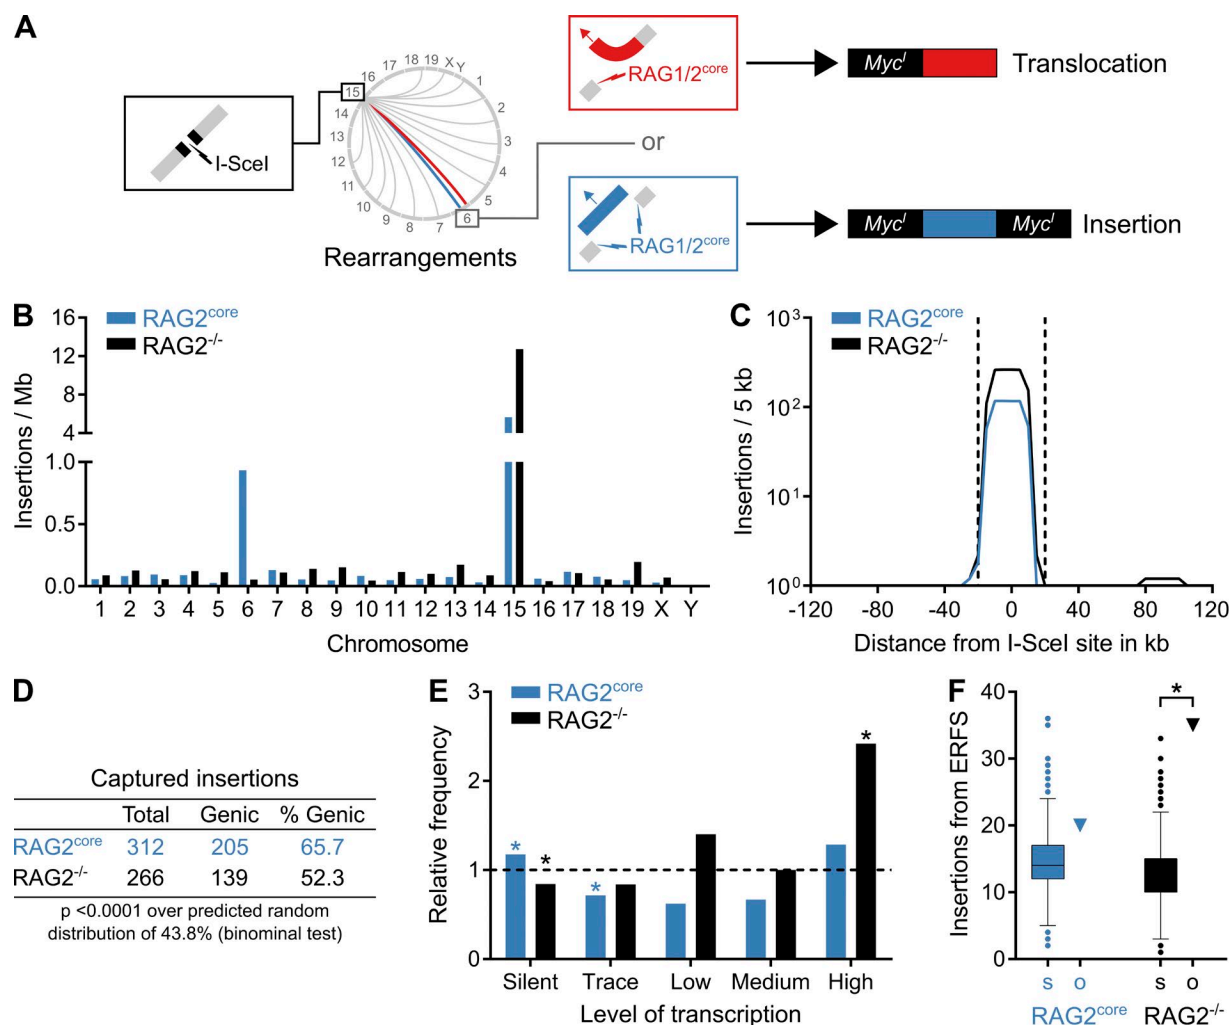 A
I-SceI
15
16
17
18
19
X
Y
1
2
3
4
5
6
7
8
9
10
11
12
13
14
Rearrangements
RAG1/2core
or
RAG1/2core
MycI
Translocation
MycI
MycI
Insertion
B
RAG2core
RAG2-/-
Insertions / Mb
16
12
8
4
1.0
0.5
0.0
1 2 3 4 5 6 7 8 9 10 11 12 13 14 15 16 17 18 19 X Y
Chromosome
C
RAG2core
RAG2-/-
Insertions / 5 kb
10³
10²
10¹
10⁰
-120 -80 -40 0 40 80 120
Distance from I-SceI site in kb
D
Captured insertions
Total Genic % Genic
RAG2core 312 205 65.7
RAG2-/- 266 139 52.3
p <0.0001 over predicted random
distribution of 43.8% (binominal test)
E
RAG2core
RAG2-/-
Relative frequency
3
2
1
0
* * * *
Silent Trace Low Medium High
Level of transcription
F
Insertions from ERFS
40
30
20
10
0
*
s o s o
RAG2core RAG2-/-